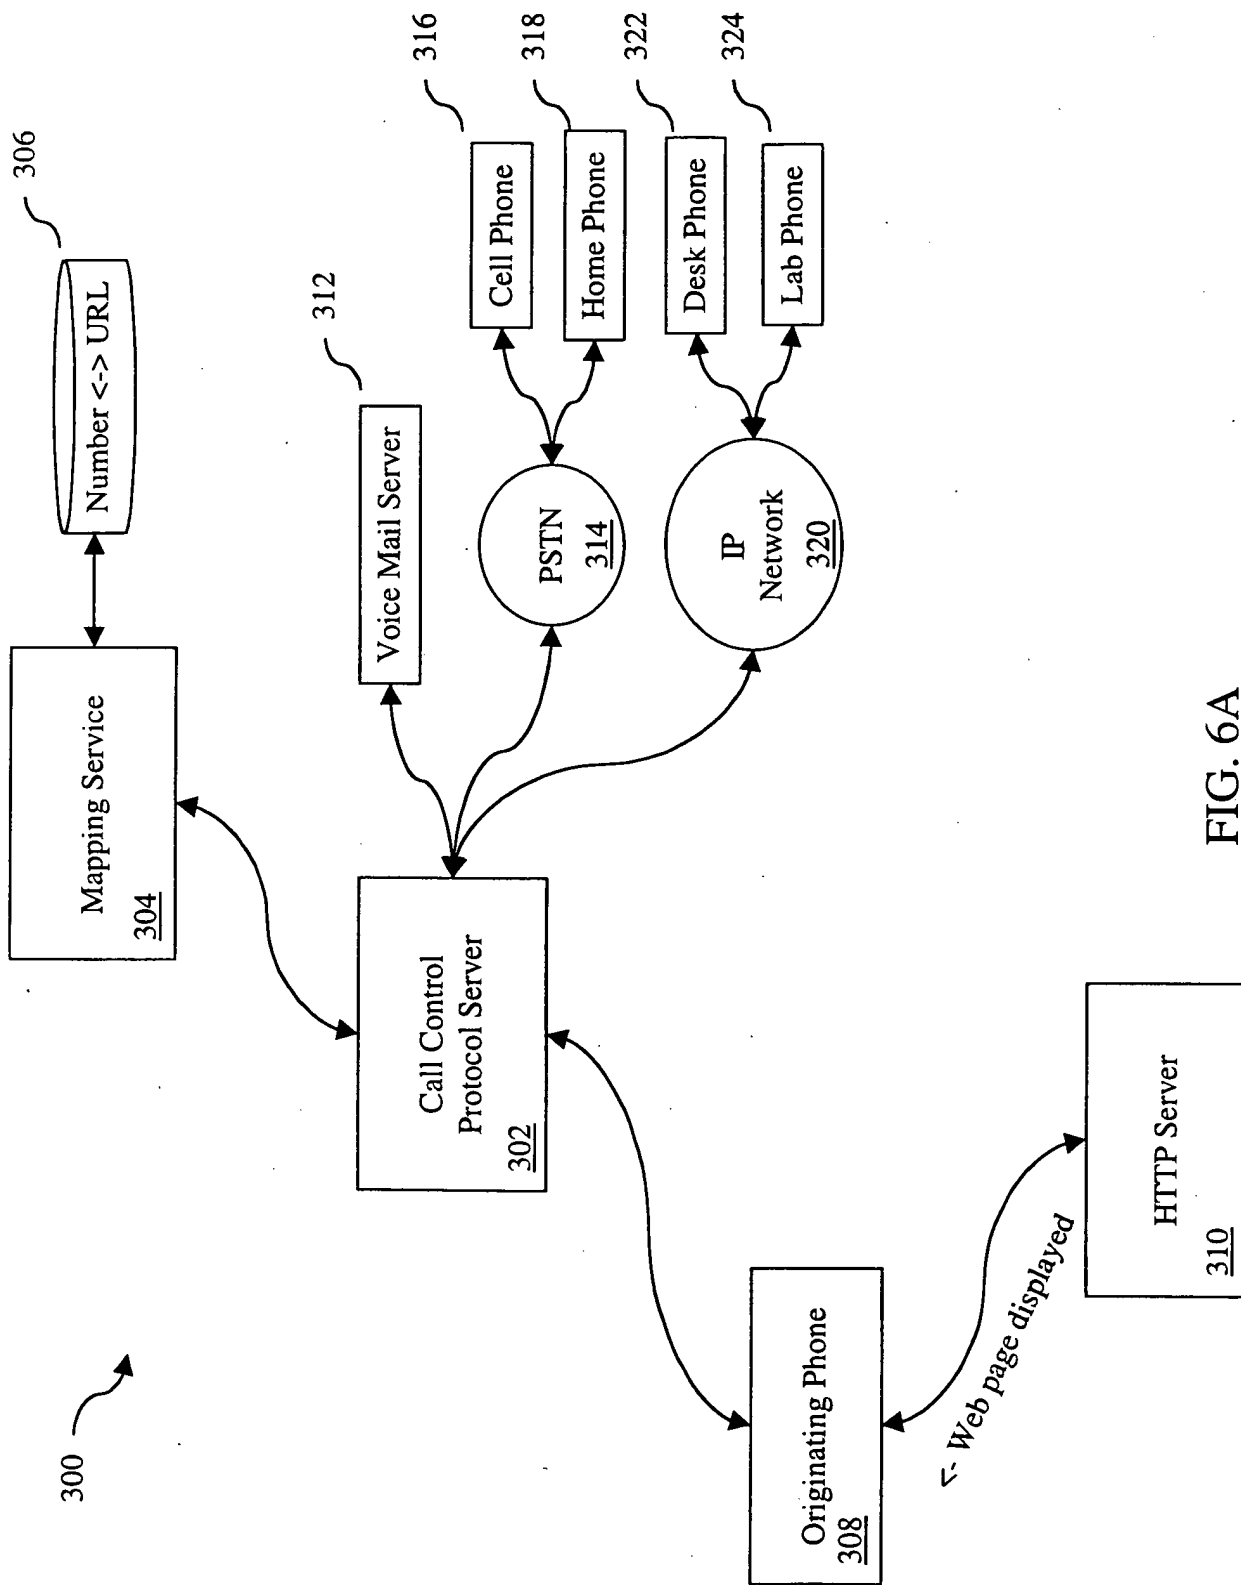 300
Mapping Service
304
Number <-> URL
306
Call Control
Protocol Server
302
Voice Mail Server
312
PSTN
314
Cell Phone
316
Home Phone
318
IP
Network
320
Desk Phone
322
Lab Phone
324
Originating Phone
308
<- Web page displayed
HTTP Server
310
FIG. 6A